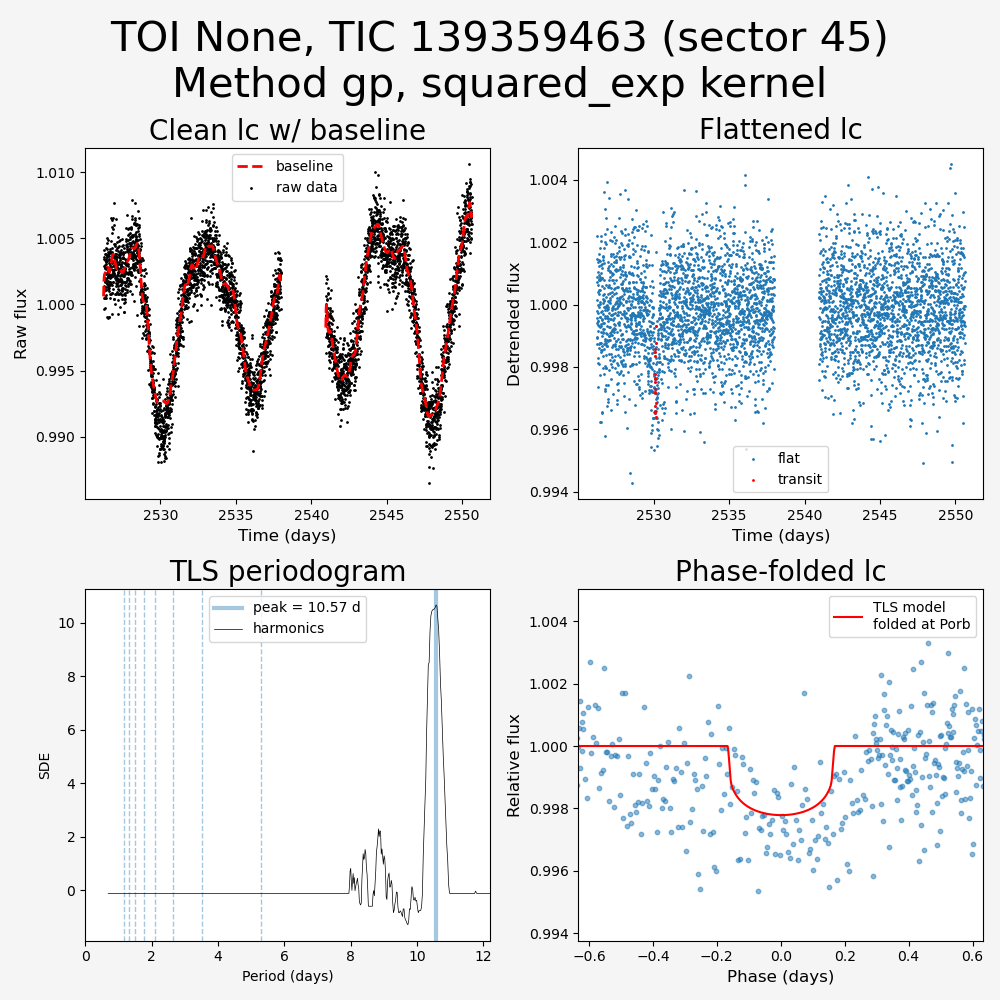 TOI None, TIC 139359463 (sector 45)
Method gp, squared_exp kernel
Clean lc w/ baseline
baseline
raw data
1.010
1.005
1.000
0.995
0.990
Raw flux
2530
2535
2540
2545
2550
Time (days)
Flattened lc
1.004
1.002
1.000
0.998
0.996
0.994
Detrended flux
flat
transit
2530
2535
2540
2545
2550
Time (days)
TLS periodogram
peak = 10.57 d
harmonics
10
8
6
4
2
0
SDE
0
2
4
6
8
10
12
Period (days)
Phase-folded lc
TLS model
folded at Porb
1.004
1.002
1.000
0.998
0.996
0.994
Relative flux
−0.6
−0.4
−0.2
0.0
0.2
0.4
0.6
Phase (days)